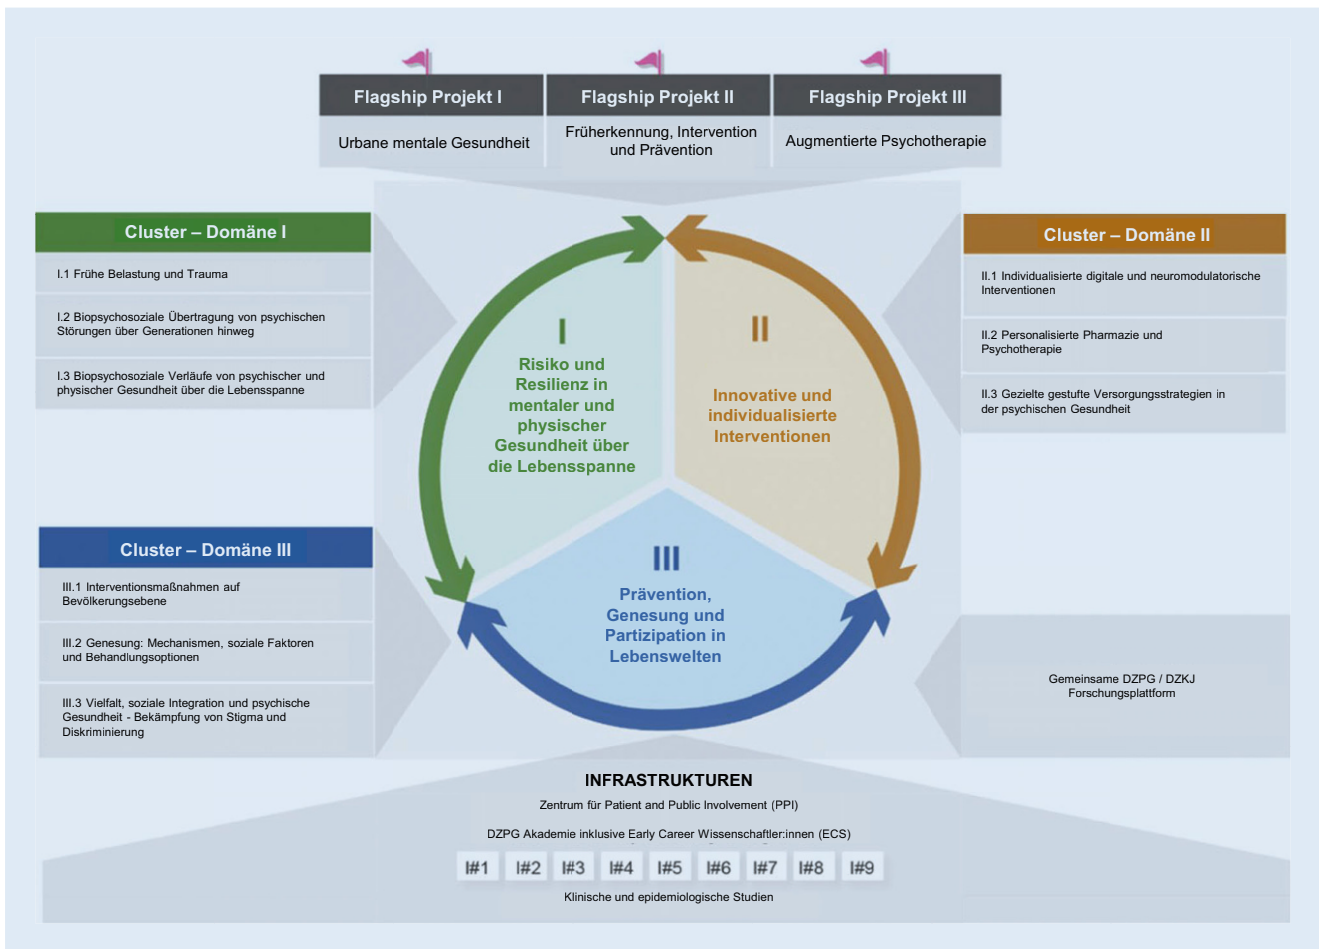 Flagship Projekt I
Urbane mentale Gesundheit
Flagship Projekt II
Früherkennung, Intervention
und Prävention
Flagship Projekt III
Augmentierte Psychotherapie
Cluster – Domäne I
I.1 Frühe Belastung und Trauma
I.2 Biopsychosoziale Übertragung von psychischen
Störungen über Generationen hinweg
I.3 Biopsychosoziale Verläufe von psychischer und
physischer Gesundheit über die Lebensspanne
Cluster – Domäne II
II.1 Individualisierte digitale und neuromodulatorische
Interventionen
II.2 Personalisierte Pharmazie und
Psychotherapie
II.3 Gezielte gestufte Versorgungsstrategien in
der psychischen Gesundheit
I
Risiko und
Resilienz in
mentaler und
physischer
Gesundheit über
die Lebensspanne
II
Innovative und
individualisierte
Interventionen
III
Prävention,
Genesung und
Partizipation in
Lebenswelten
Cluster – Domäne III
III.1 Interventionsmaßnahmen auf
Bevölkerungsebene
III.2 Genesung: Mechanismen, soziale Faktoren
und Behandlungsoptionen
III.3 Vielfalt, soziale Integration und psychische
Gesundheit - Bekämpfung von Stigma und
Diskriminierung
Gemeinsame DZPG / DZKJ
Forschungsplattform
INFRASTRUKTUREN
Zentrum für Patient and Public Involvement (PPI)
DZPG Akademie inklusive Early Career Wissenschaftler:innen (ECS)
I#1 I#2 I#3 I#4 I#5 I#6 I#7 I#8 I#9
Klinische und epidemiologische Studien